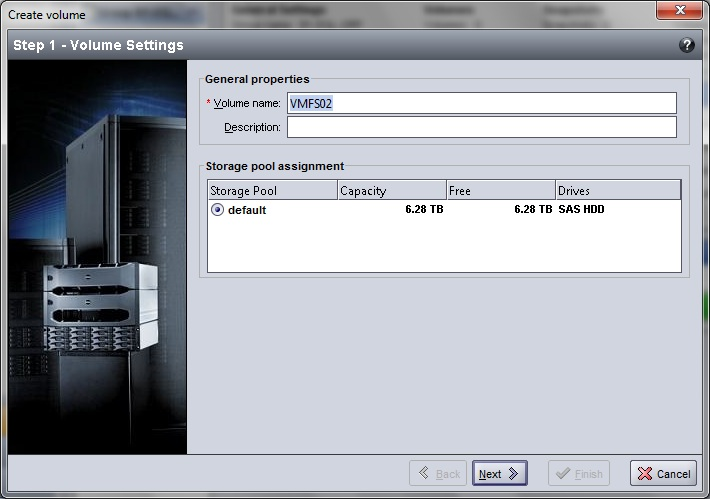 Create volume
Step 1 - Volume Settings
?
General properties
* Volume name: VMFS02
Description:
Storage pool assignment
Storage Pool Capacity Free Drives
default 6.28 TB 6.28 TB SAS HDD
Back Next Finish Cancel